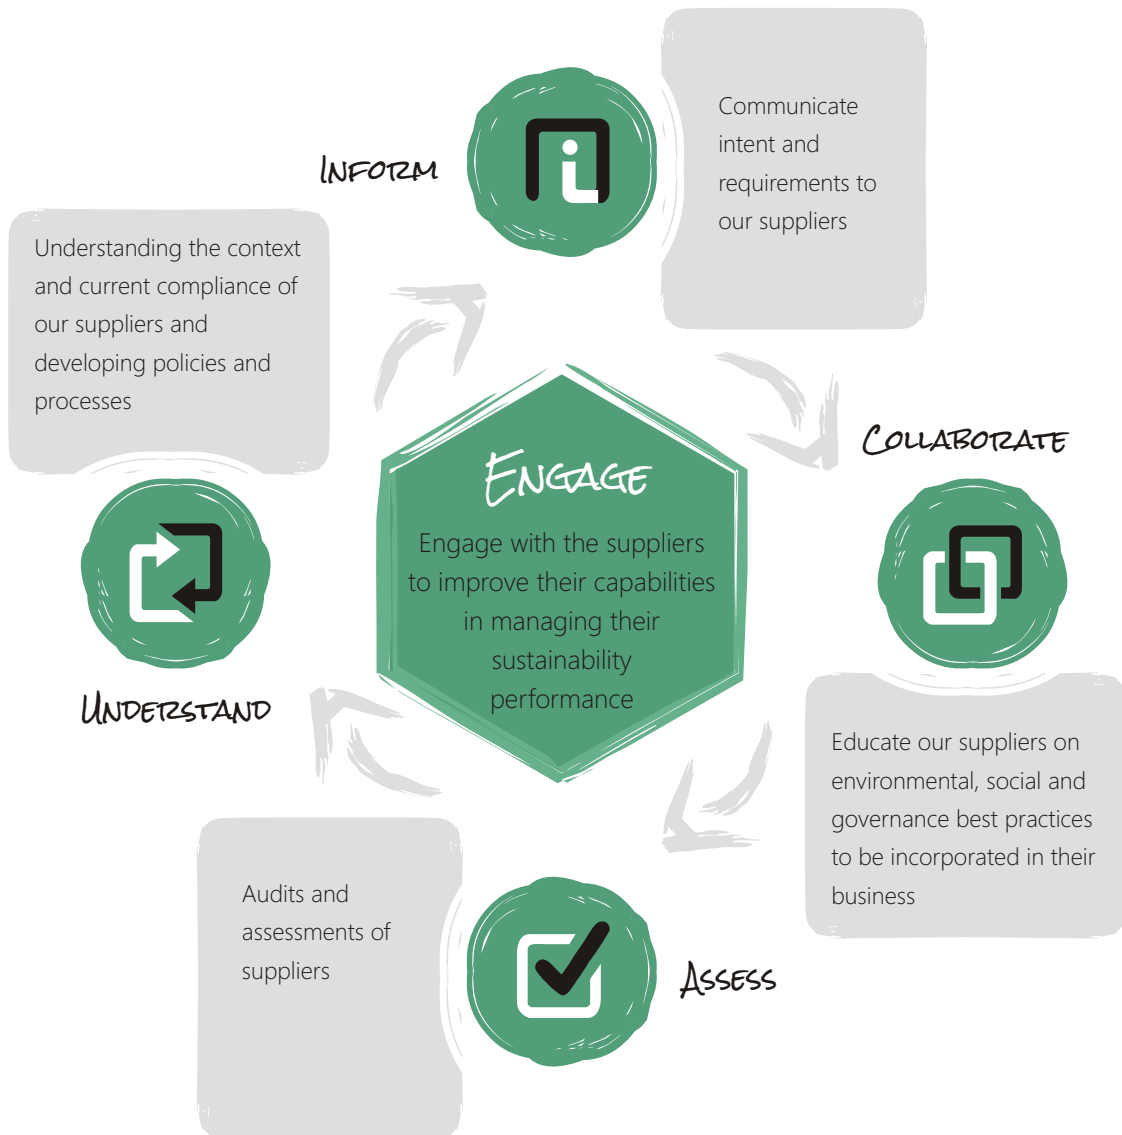 INFORM
Communicate
intent and
requirements to
our suppliers
Understanding the context
and current compliance of
our suppliers and
developing policies and
processes
UNDERSTAND
ENGAGE
Engage with the suppliers
to improve their capabilities
in managing their
sustainability
performance
COLLABORATE
Educate our suppliers on
environmental, social and
governance best practices
to be incorporated in their
business
Audits and
assessments of
suppliers
ASSESS